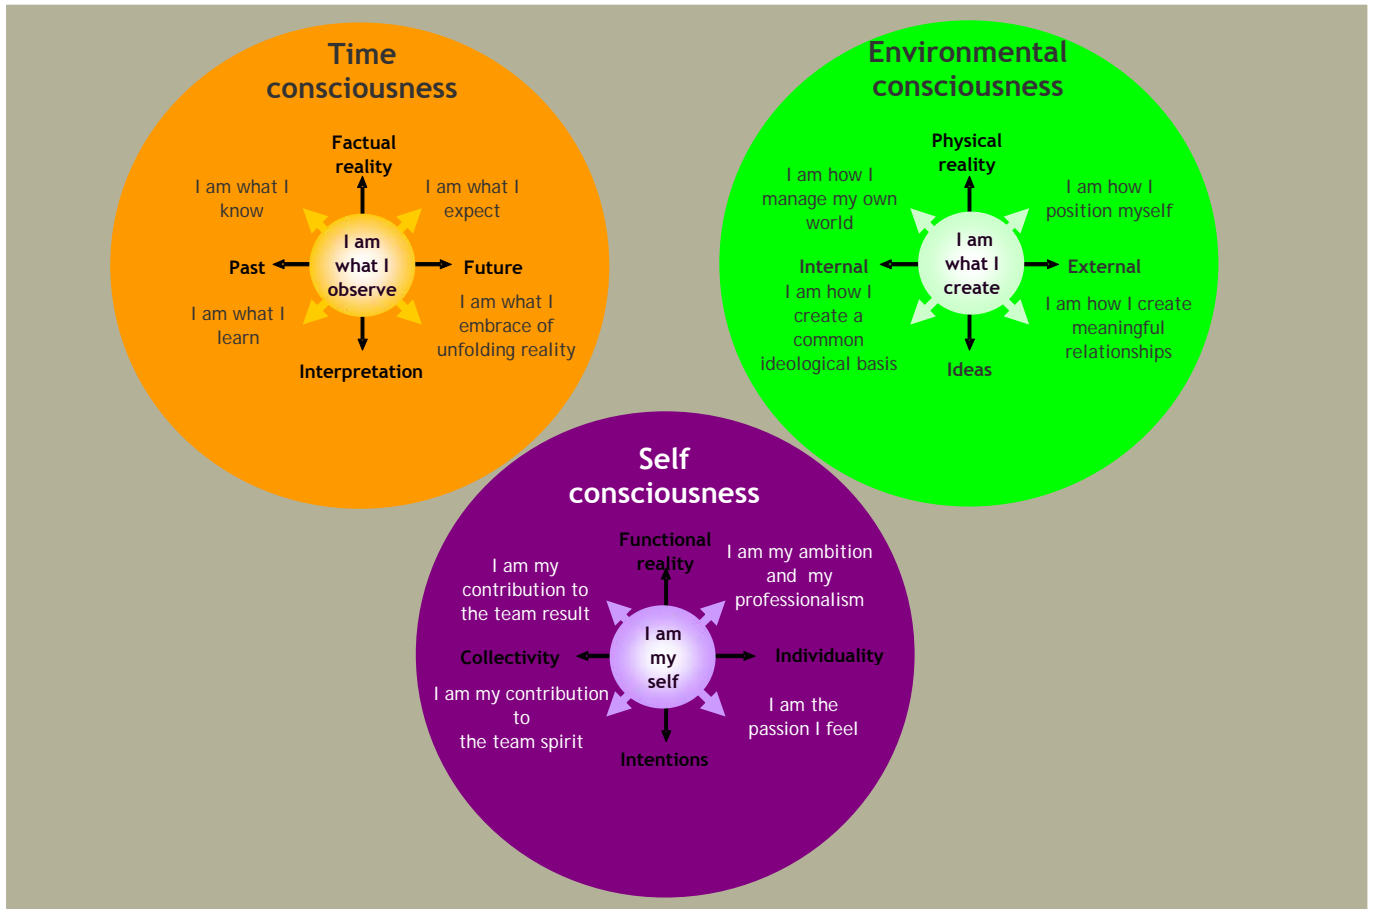 Time
consciousness
Factual
reality
I am what I
know
I am what I
expect
I am
what I
observe
Past
Future
I am what I
learn
I am what I
embrace of
unfolding reality
Interpretation
Environmental
consciousness
Physical
reality
I am how I
manage my own
world
I am how I
position myself
I am
what I
create
Internal
External
I am how I
create a
common
ideological basis
I am how I create
meaningful
relationships
Ideas
Self
consciousness
Functional
reality
I am my
contribution to
the team result
I am my ambition
and my
professionalism
I am
my
self
Collectivity
Individuality
I am my contribution
to
the team spirit
I am the
passion I feel
Intentions